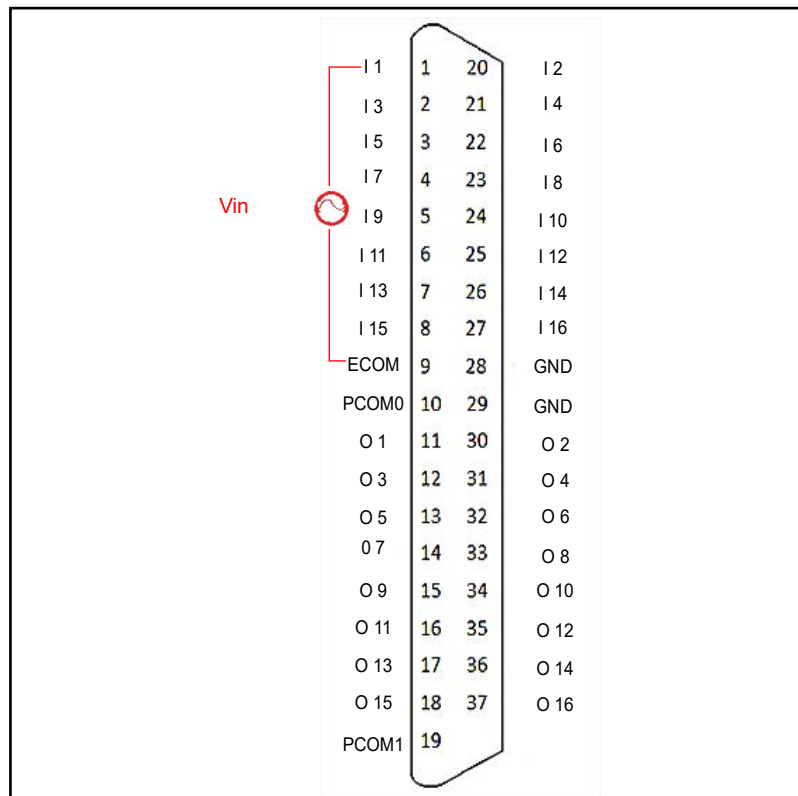 I 1 1 20 I 2
I 3 2 21 I 4
I 5 3 22 I 6
I 7 4 23 I 8
Vin
I 9 5 24 I 10
I 11 6 25 I 12
I 13 7 26 I 14
I 15 8 27 I 16
ECOM 9 28 GND
PCOM0 10 29 GND
O 1 11 30 O 2
O 3 12 31 O 4
O 5 13 32 O 6
0 7 14 33 O 8
O 9 15 34 O 10
O 11 16 35 O 12
O 13 17 36 O 14
O 15 18 37 O 16
PCOM1 19